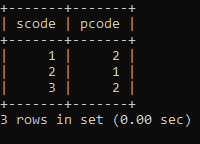 +-------+-------+
| scode | pcode |
+-------+-------+
|     1 |     2 |
|     2 |     1 |
|     3 |     2 |
+-------+-------+
3 rows in set (0.00 sec)